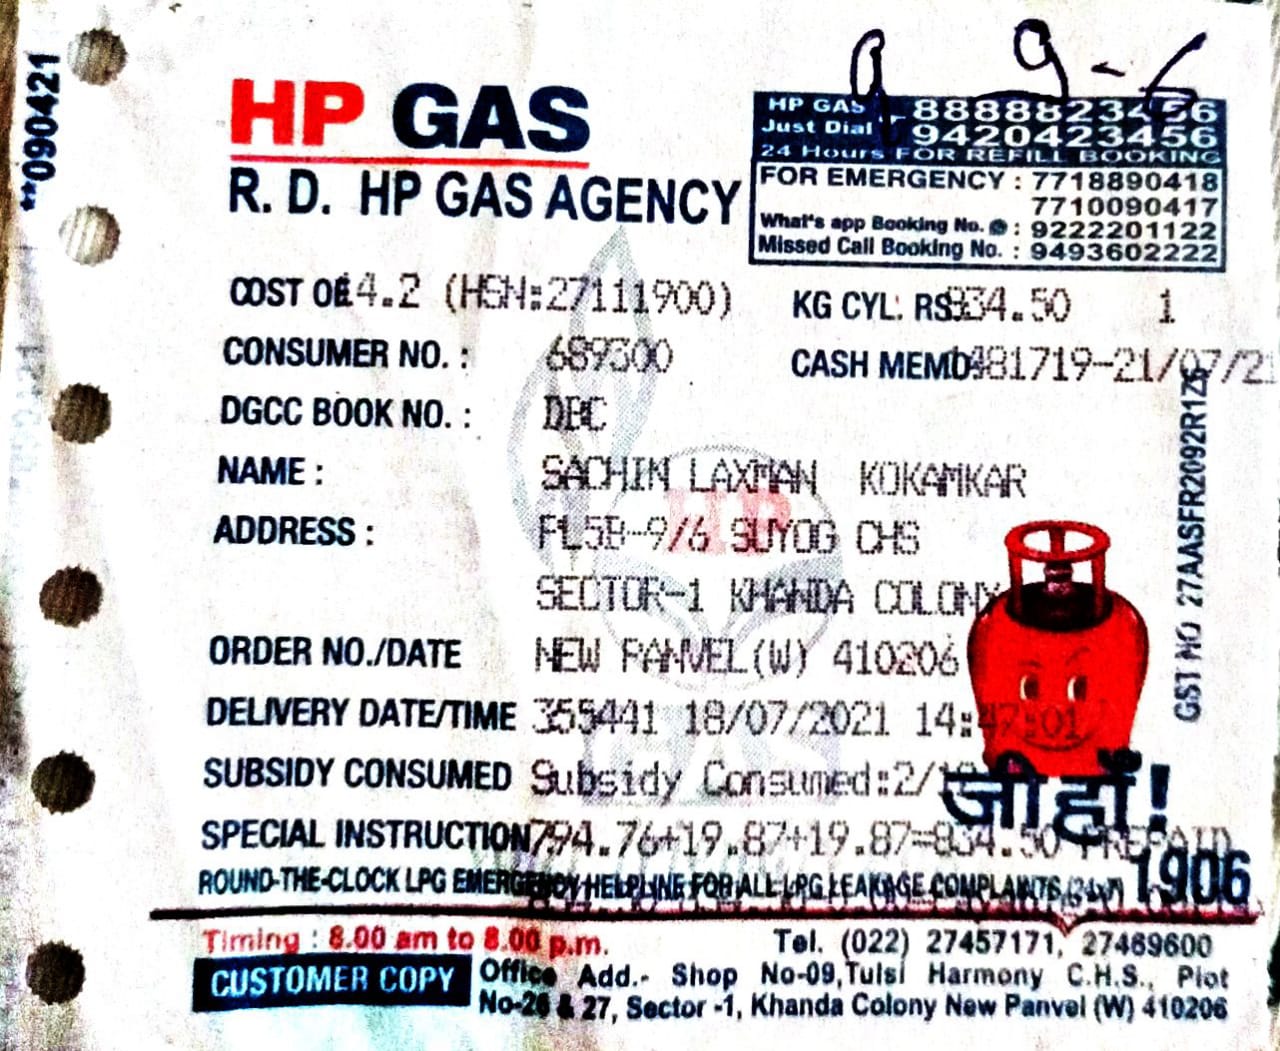 **090421
HP GAS
R. D. HP GAS AGENCY
HP GAS 8888823456
Just Dial 9420423456
24 Hours FOR REFILL BOOKING
FOR EMERGENCY : 7718890418
7710090417
What's app Booking No. : 9222201122
Missed Call Booking No. : 9493602222
COST OF 14.2 (HSN:27111900) KG CYL. RS. 834.50 1
CONSUMER NO. : 689300 CASH MEMO 481719-21/07/21
DGCC BOOK NO. : DBC
NAME : SACHIN LAXMAN KOKAMKAR
ADDRESS : PL5B-9/6 SUYOG CHS
SECTOR-1 KHANDA COLONY
ORDER NO./DATE NEW PANVEL(W) 410206
DELIVERY DATE/TIME 355441 18/07/2021 14:47:01
SUBSIDY CONSUMED Subsidy Consumed:2/
SPECIAL INSTRUCTION 794.76+19.87+19.87=834.50 PREPAID
जी हाँ!
ROUND-THE-CLOCK LPG EMERGENCY HELPLINE FOR ALL LPG LEAKAGE COMPLAINTS (24x7) 1906
GST NO 27AASFR2092R1Z6
Timing : 8.00 am to 8.00 p.m. Tel. (022) 27457171, 27469600
CUSTOMER COPY Office Add.- Shop No-09,Tulsi Harmony C.H.S., Plot
No-26 & 27, Sector -1, Khanda Colony New Panvel (W) 410206